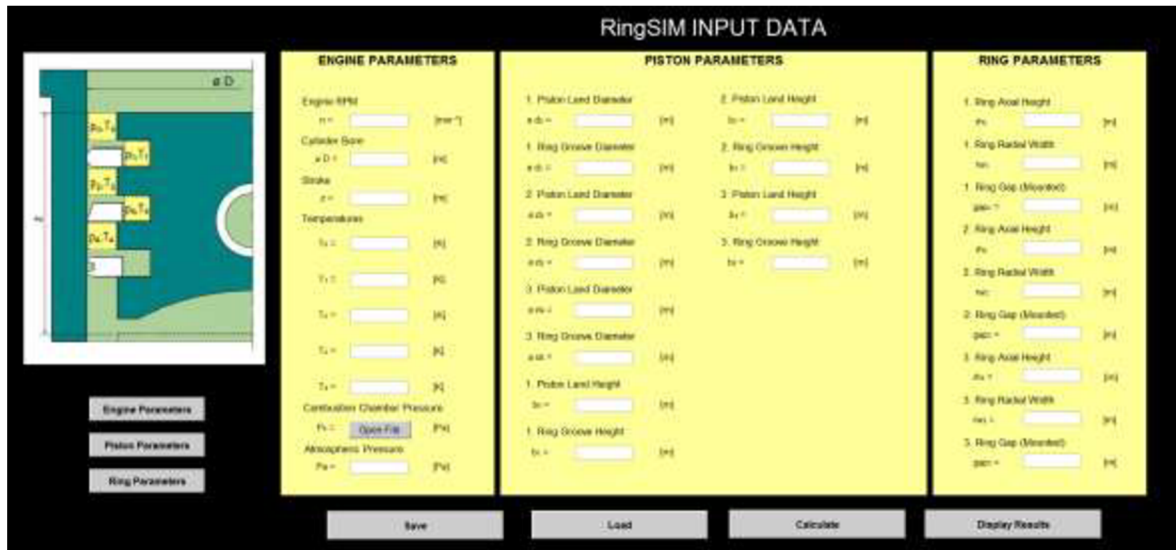 RingSIM INPUT DATA
ø D
z
3
Engine Parameters
Piston Parameters
Ring Parameters
ENGINE PARAMETERS
Engine RPM
n = [min⁻¹]
Cylinder Bore
ø D = [m]
Stroke
z = [m]
Temperatures
[K]
[K]
[K]
[K]
[K]
Combustion Chamber Pressure
Open File [Pa]
Atmospheric Pressure
[Pa]
PISTON PARAMETERS
1. Piston Land Diameter
[m]
1. Ring Groove Diameter
[m]
2. Piston Land Diameter
[m]
2. Ring Groove Diameter
[m]
3. Piston Land Diameter
[m]
3. Ring Groove Diameter
[m]
1. Piston Land Height
[m]
1. Ring Groove Height
[m]
2. Piston Land Height
[m]
2. Ring Groove Height
[m]
3. Piston Land Height
[m]
3. Ring Groove Height
[m]
RING PARAMETERS
1. Ring Axial Height
[m]
1. Ring Radial Width
[m]
1. Ring Gap (Mounted)
[m]
2. Ring Axial Height
[m]
2. Ring Radial Width
[m]
2. Ring Gap (Mounted)
[m]
3. Ring Axial Height
[m]
3. Ring Radial Width
[m]
3. Ring Gap (Mounted)
[m]
Save
Load
Calculate
Display Results